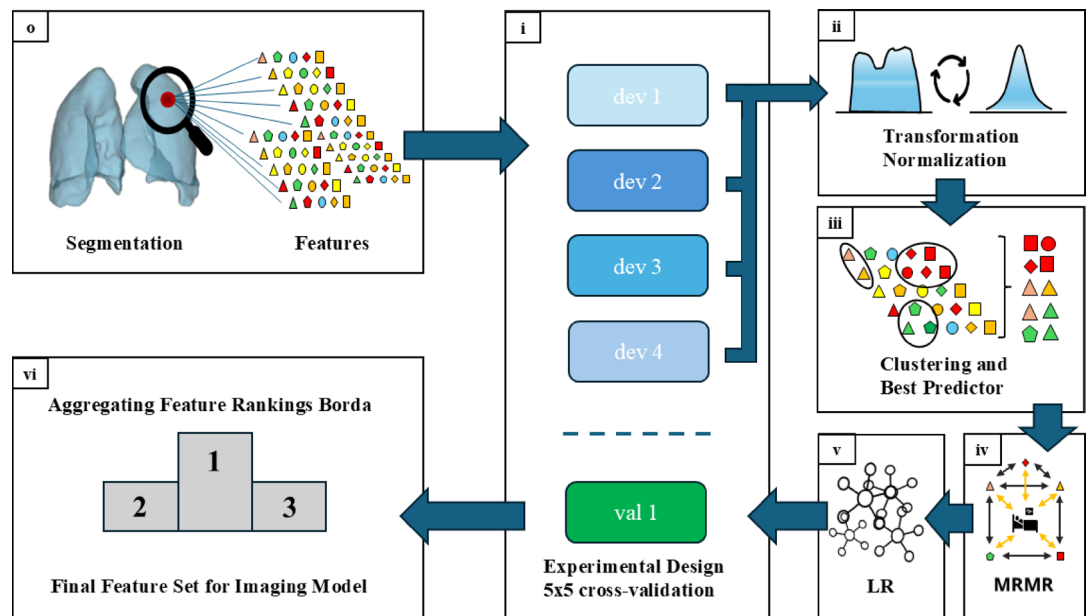 o
Segmentation
Features
i
dev 1
dev 2
dev 3
dev 4
val 1
Experimental Design
5x5 cross-validation
ii
Transformation
Normalization
iii
Clustering and
Best Predictor
iv
MRMR
v
LR
vi
Aggregating Feature Rankings Borda
1
2
3
Final Feature Set for Imaging Model